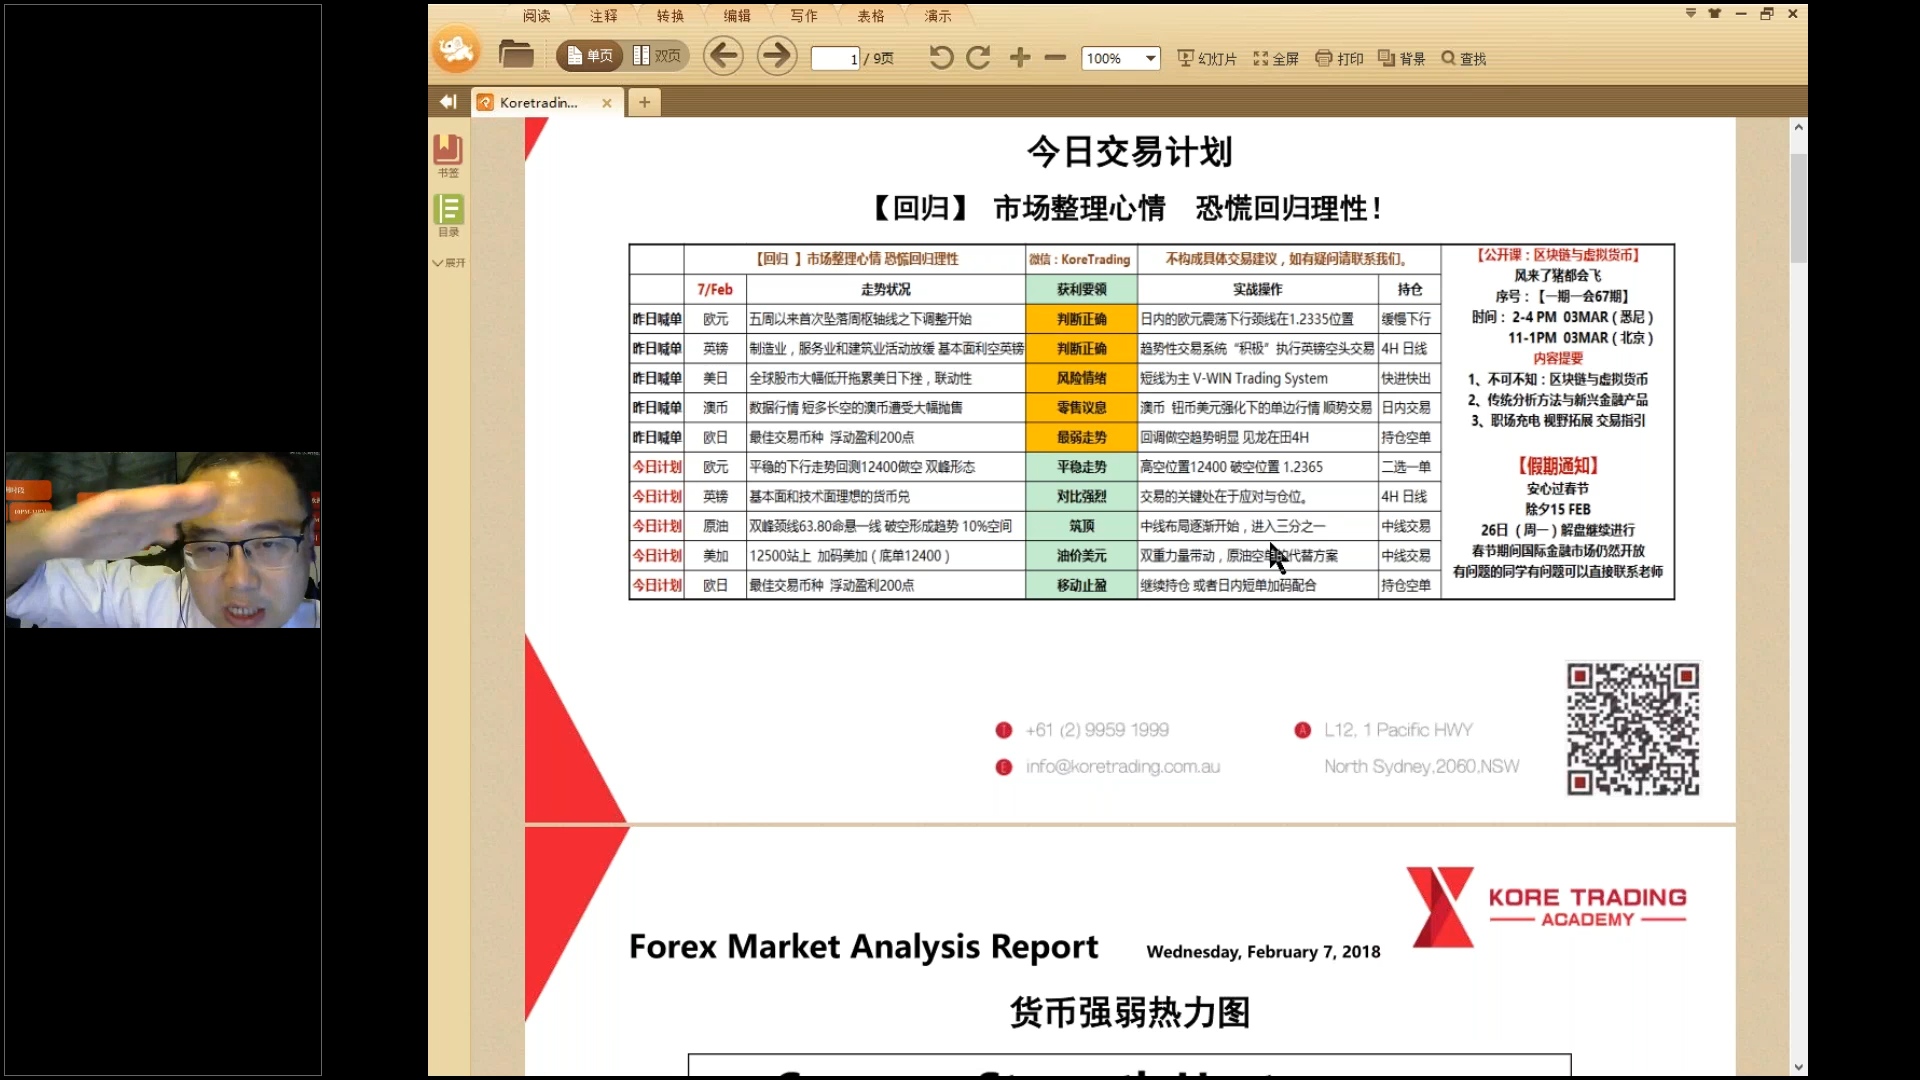 阅读 注释 转换 编辑 写作 表格 演示
单页 双页 1 / 9页 100% 幻灯片 全屏 打印 背景 查找
Koretradin...
书签
目录
展开
今日交易计划
【回归】 市场整理心情 恐慌回归理性！
【回归 】市场整理心情 恐慌回归理性 微信：KoreTrading 不构成具体交易建议，如有疑问请联系我们。
7/Feb 走势状况 获利要领 实战操作 持仓
昨日喊单 欧元 五周以来首次坠落周枢轴线之下调整开始 判断正确 日内的欧元震荡下行颈线在1.2335位置 缓慢下行
昨日喊单 英镑 制造业，服务业和建筑业活动放缓 基本面利空英镑 判断正确 趋势性交易系统“积极”执行英镑空头交易 4H 日线
昨日喊单 美日 全球股市大幅低开拖累美日下挫，联动性 风险情绪 短线为主 V-WIN Trading System 快进快出
昨日喊单 澳币 数据行情 短多长空的澳币遭受大幅抛售 零售议息 澳币 钮币美元强化下的单边行情 顺势交易 日内交易
昨日喊单 欧日 最佳交易币种 浮动盈利200点 最弱走势 回调做空趋势明显 见龙在田4H 持仓空单
今日计划 欧元 平稳的下行走势回测12400做空 双峰形态 平稳走势 高空位置12400 破空位置 1.2365 二选一单
今日计划 英镑 基本面和技术面理想的货币兑 对比强烈 交易的关键处在于应对与仓位。 4H 日线
今日计划 原油 双峰颈线63.80命悬一线 破空形成趋势 10%空间 筑顶 中线布局逐渐开始，进入三分之一 中线交易
今日计划 美加 12500站上 加码美加（底单12400） 油价美元 双重力量带动，原油空单的代替方案 中线交易
今日计划 欧日 最佳交易币种 浮动盈利200点 移动止盈 继续持仓 或者日内短单加码配合 持仓空单
【公开课：区块链与虚拟货币】
风来了猪都会飞
序号：【一期一会67期】
时间： 2-4 PM 03MAR（悉尼）
11-1PM 03MAR（北京）
内容提要
1、不可不知：区块链与虚拟货币
2、传统分析方法与新兴金融产品
3、职场充电 视野拓展 交易指引
【假期通知】
安心过春节
除夕15 FEB
26日（周一）解盘继续进行
春节期间国际金融市场仍然开放
有问题的同学有问题可以直接联系老师
T +61 (2) 9959 1999
E info@koretrading.com.au
A L12, 1 Pacific HWY
North Sydney,2060,NSW
KORE TRADING
ACADEMY
Forex Market Analysis Report Wednesday, February 7, 2018
货币强弱热力图